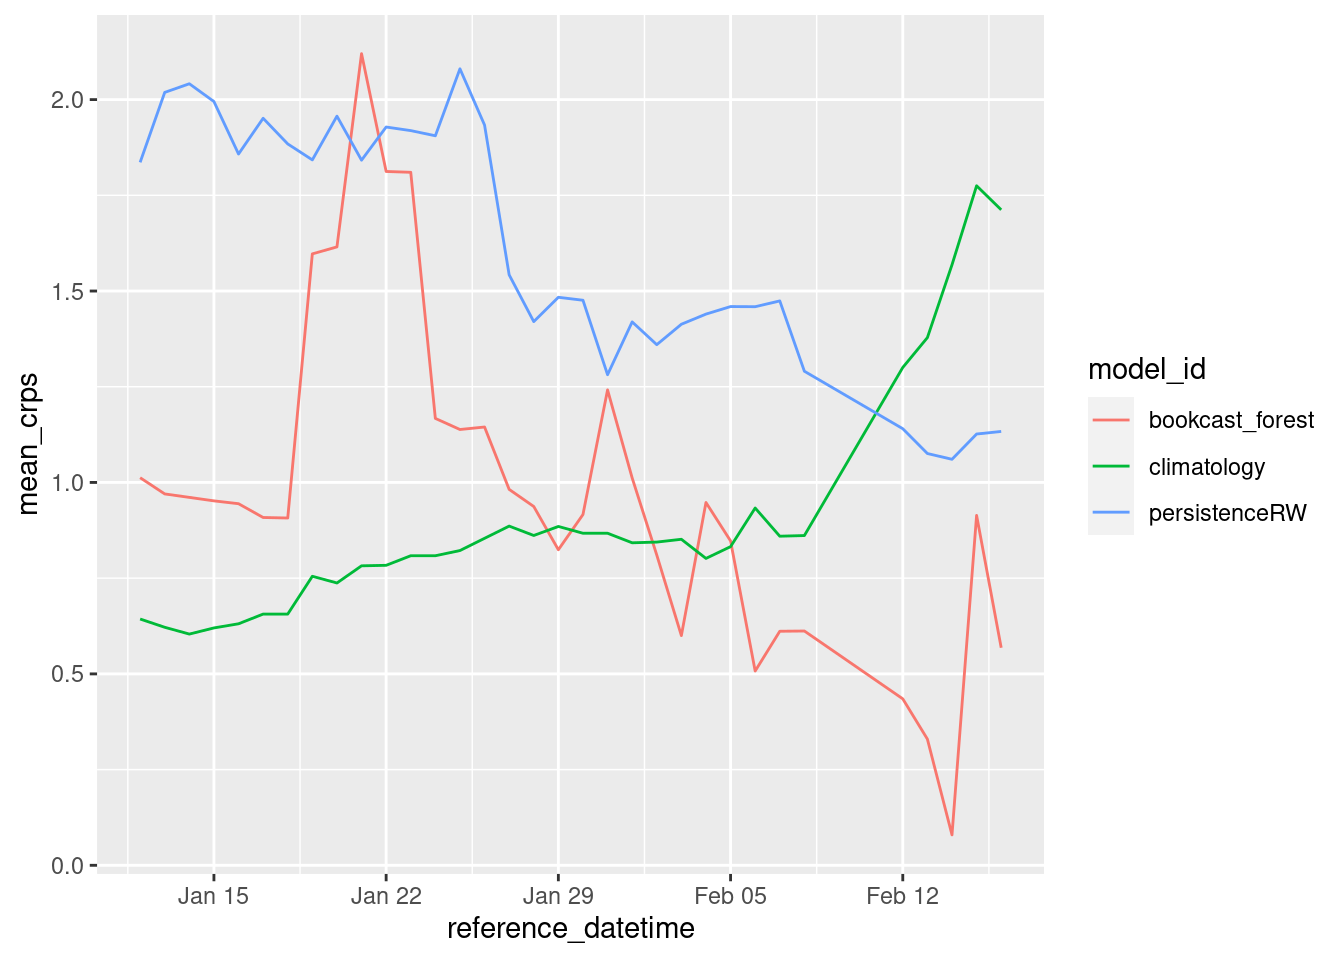 2.0
1.5
1.0
0.5
0.0
mean_crps
Jan 15 Jan 22 Jan 29 Feb 05 Feb 12
reference_datetime
model_id
bookcast_forest
climatology
persistenceRW